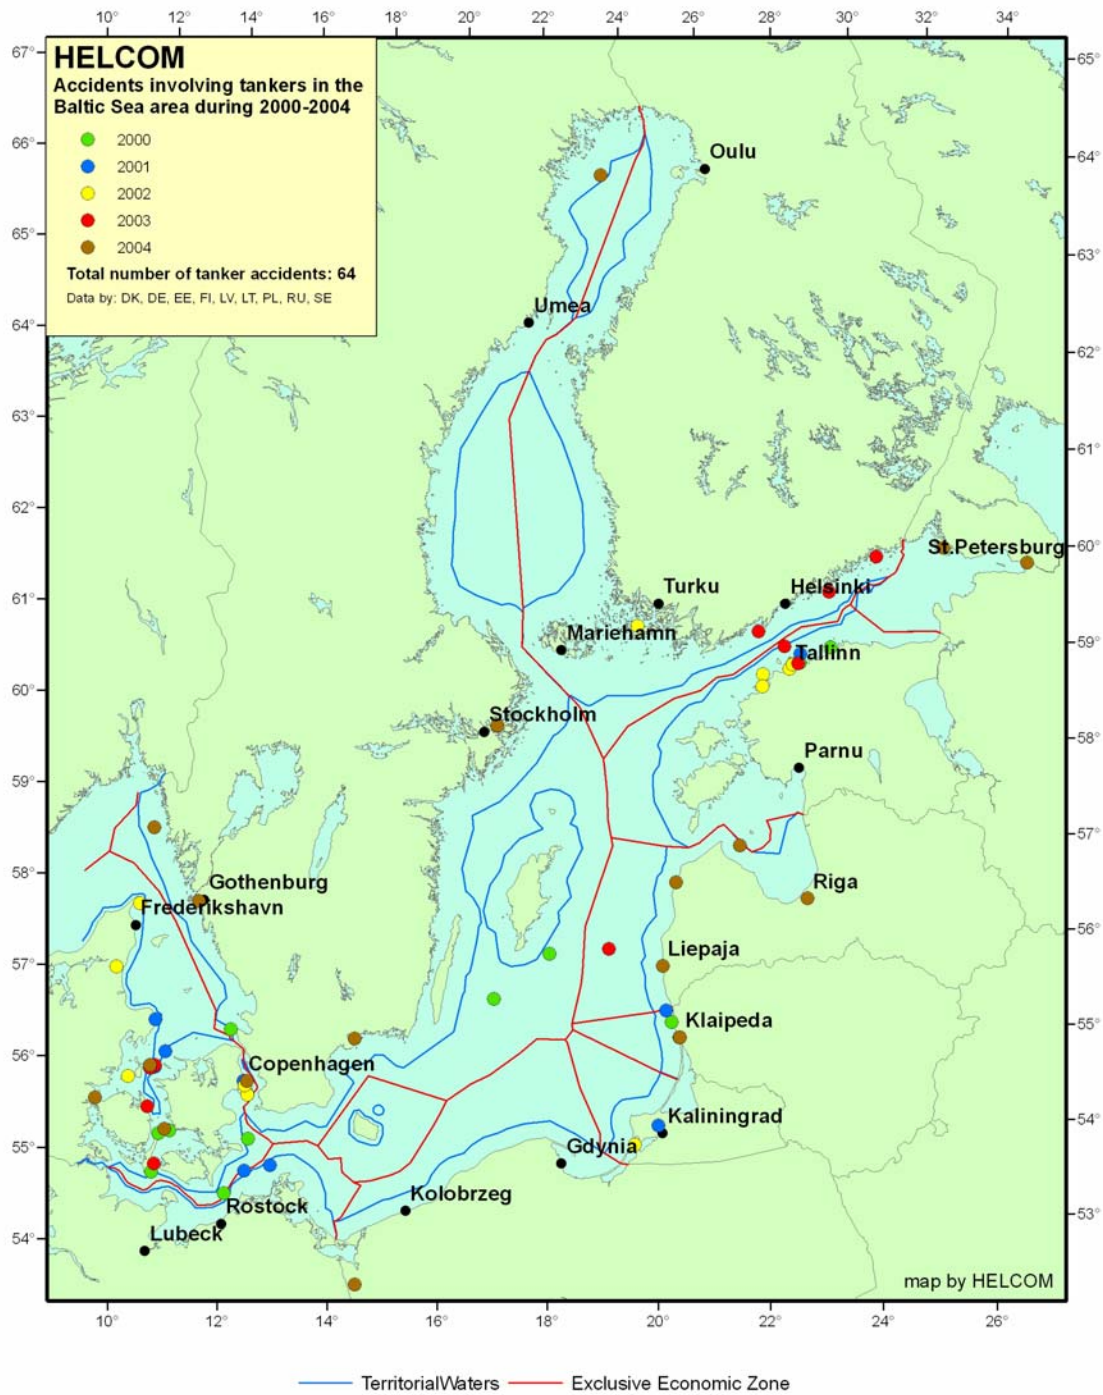 10° 12° 14° 16° 18° 20° 22° 24° 26° 28° 30° 32° 34°
HELCOM
Accidents involving tankers in the
Baltic Sea area during 2000-2004
2000
2001
2002
2003
2004
Total number of tanker accidents: 64
Data by: DK, DE, EE, FI, LV, LT, PL, RU, SE
67°
66°
65°
64°
63°
62°
61°
60°
59°
58°
57°
56°
55°
54°
65°
64°
63°
62°
61°
60°
59°
58°
57°
56°
55°
54°
53°
Oulu
Umea
St.Petersburg
Turku
Helsinki
Mariehamn
Tallinn
Stockholm
Parnu
Gothenburg
Riga
Frederikshavn
Liepaja
Klaipeda
Copenhagen
Kaliningrad
Gdynia
Kolobrzeg
Rostock
Lubeck
map by HELCOM
10° 12° 14° 16° 18° 20° 22° 24° 26°
TerritorialWaters Exclusive Economic Zone